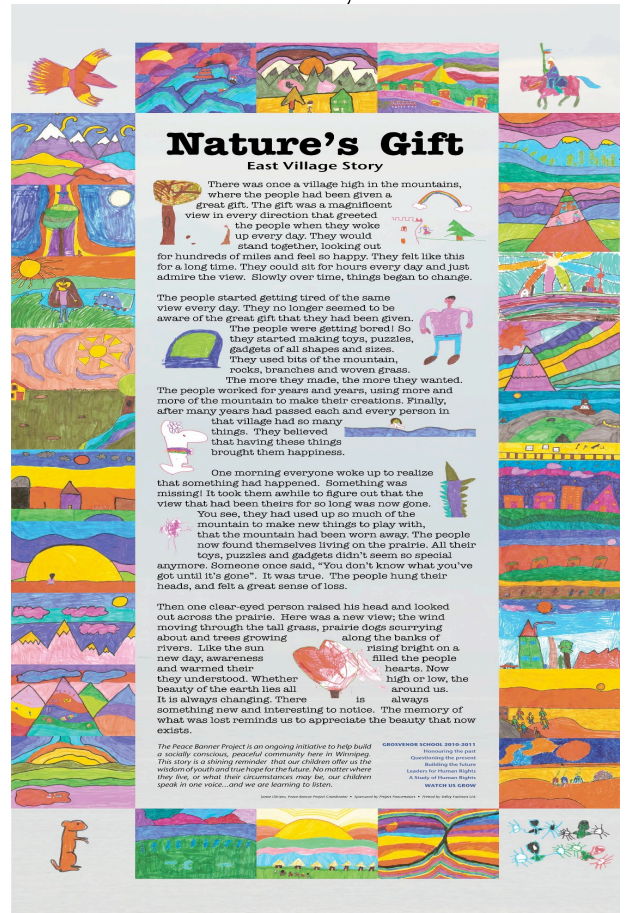 Nature's Gift
East Village Story
There was once a village high in the mountains,
where the people had been given a
great gift. The gift was a magnificent
view in every direction that greeted
the people when they woke
up every day. They would
stand together, looking out
for hundreds of miles and feel so happy. They felt like this
for a long time. They could sit for hours every day and just
admire the view. Slowly over time, things began to change.
The people started getting tired of the same
view every day. They no longer seemed to be
aware of the great gift that they had been given.
The people were getting bored! So
they started making toys, puzzles,
gadgets of all shapes and sizes.
They used bits of the mountain,
rocks, branches and woven grass.
The more they made, the more they wanted.
The people worked for years and years, using more and
more of the mountain to make their creations. Finally,
after many years had passed each and every person in
that village had so many
things. They believed
that having these things
brought them happiness.
One morning everyone woke up to realize
that something had happened. Something was
missing! It took them awhile to figure out that the
view that had been theirs for so long was now gone.
You see, they had used up so much of the
mountain to make new things to play with,
that the mountain had been worn away. The people
now found themselves living on the prairie. All their
toys, puzzles and gadgets didn't seem so special
anymore. Someone once said, "You don't know what you've
got until it's gone". It was true. The people hung their
heads, and felt a great sense of loss.
Then one clear-eyed person raised his head and looked
out across the prairie. Here was a new view; the wind
moving through the tall grass, prairie dogs scurrying
about and trees growing along the banks of
rivers. Like the sun rising bright on a
new day, awareness filled the people
and warmed their hearts. Now
they understood. Whether high or low, the
beauty of the earth lies all around us.
It is always changing. There is always
something new and interesting to notice. The memory of
what was lost reminds us to appreciate the beauty that now
exists.
The Peace Banner Project is an ongoing initiative to help build
a socially conscious, peaceful community here in Winnipeg.
This story is a shining reminder that our children offer us the
wisdom of youth and true hope for the future. No matter where
they live, or what their circumstances may be, our children
speak in one voice...and we are learning to listen.
GROSVENOR SCHOOL 2010-2011
Honouring the past
Questioning the present
Building the future
Leaders for Human Rights
A Study of Human Rights
WATCH US GROW